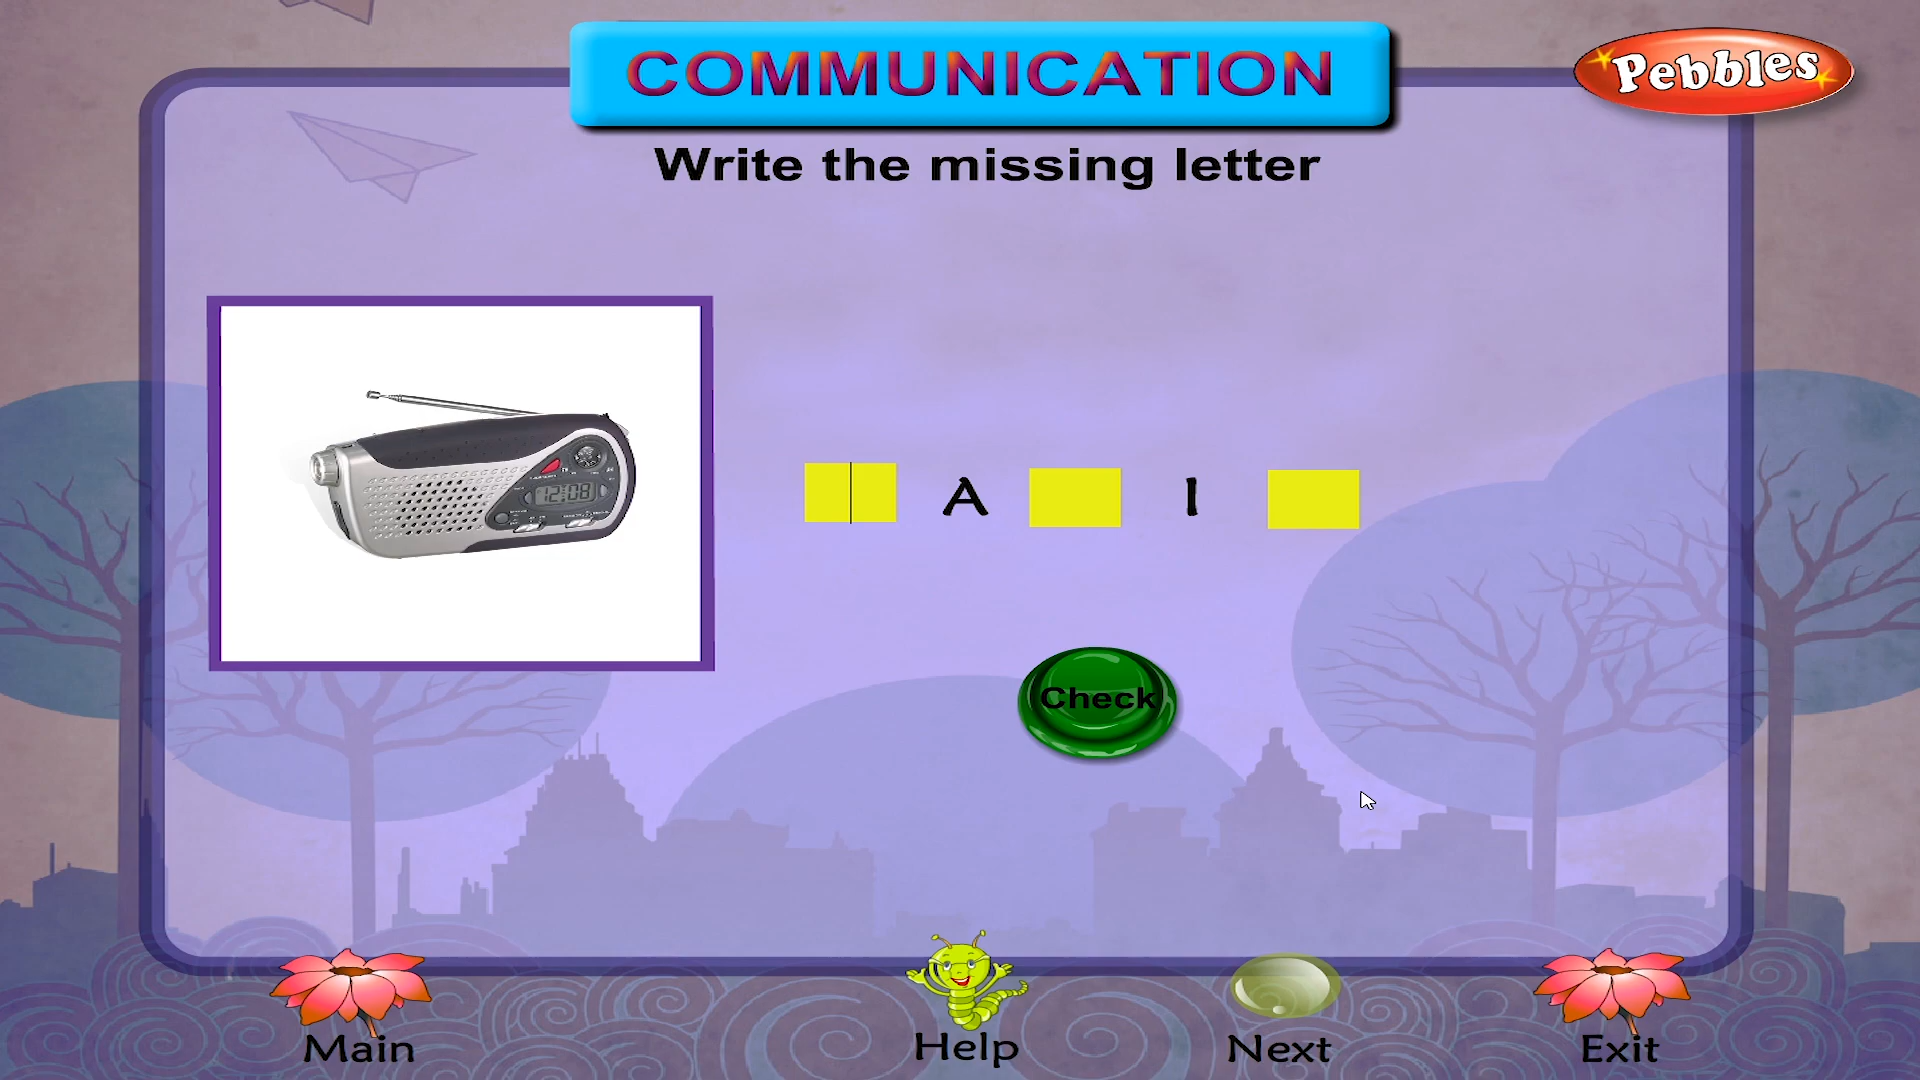 COMMUNICATION
Pebbles
Write the missing letter
12:08
A I
Check
Main
Help
Next
Exit